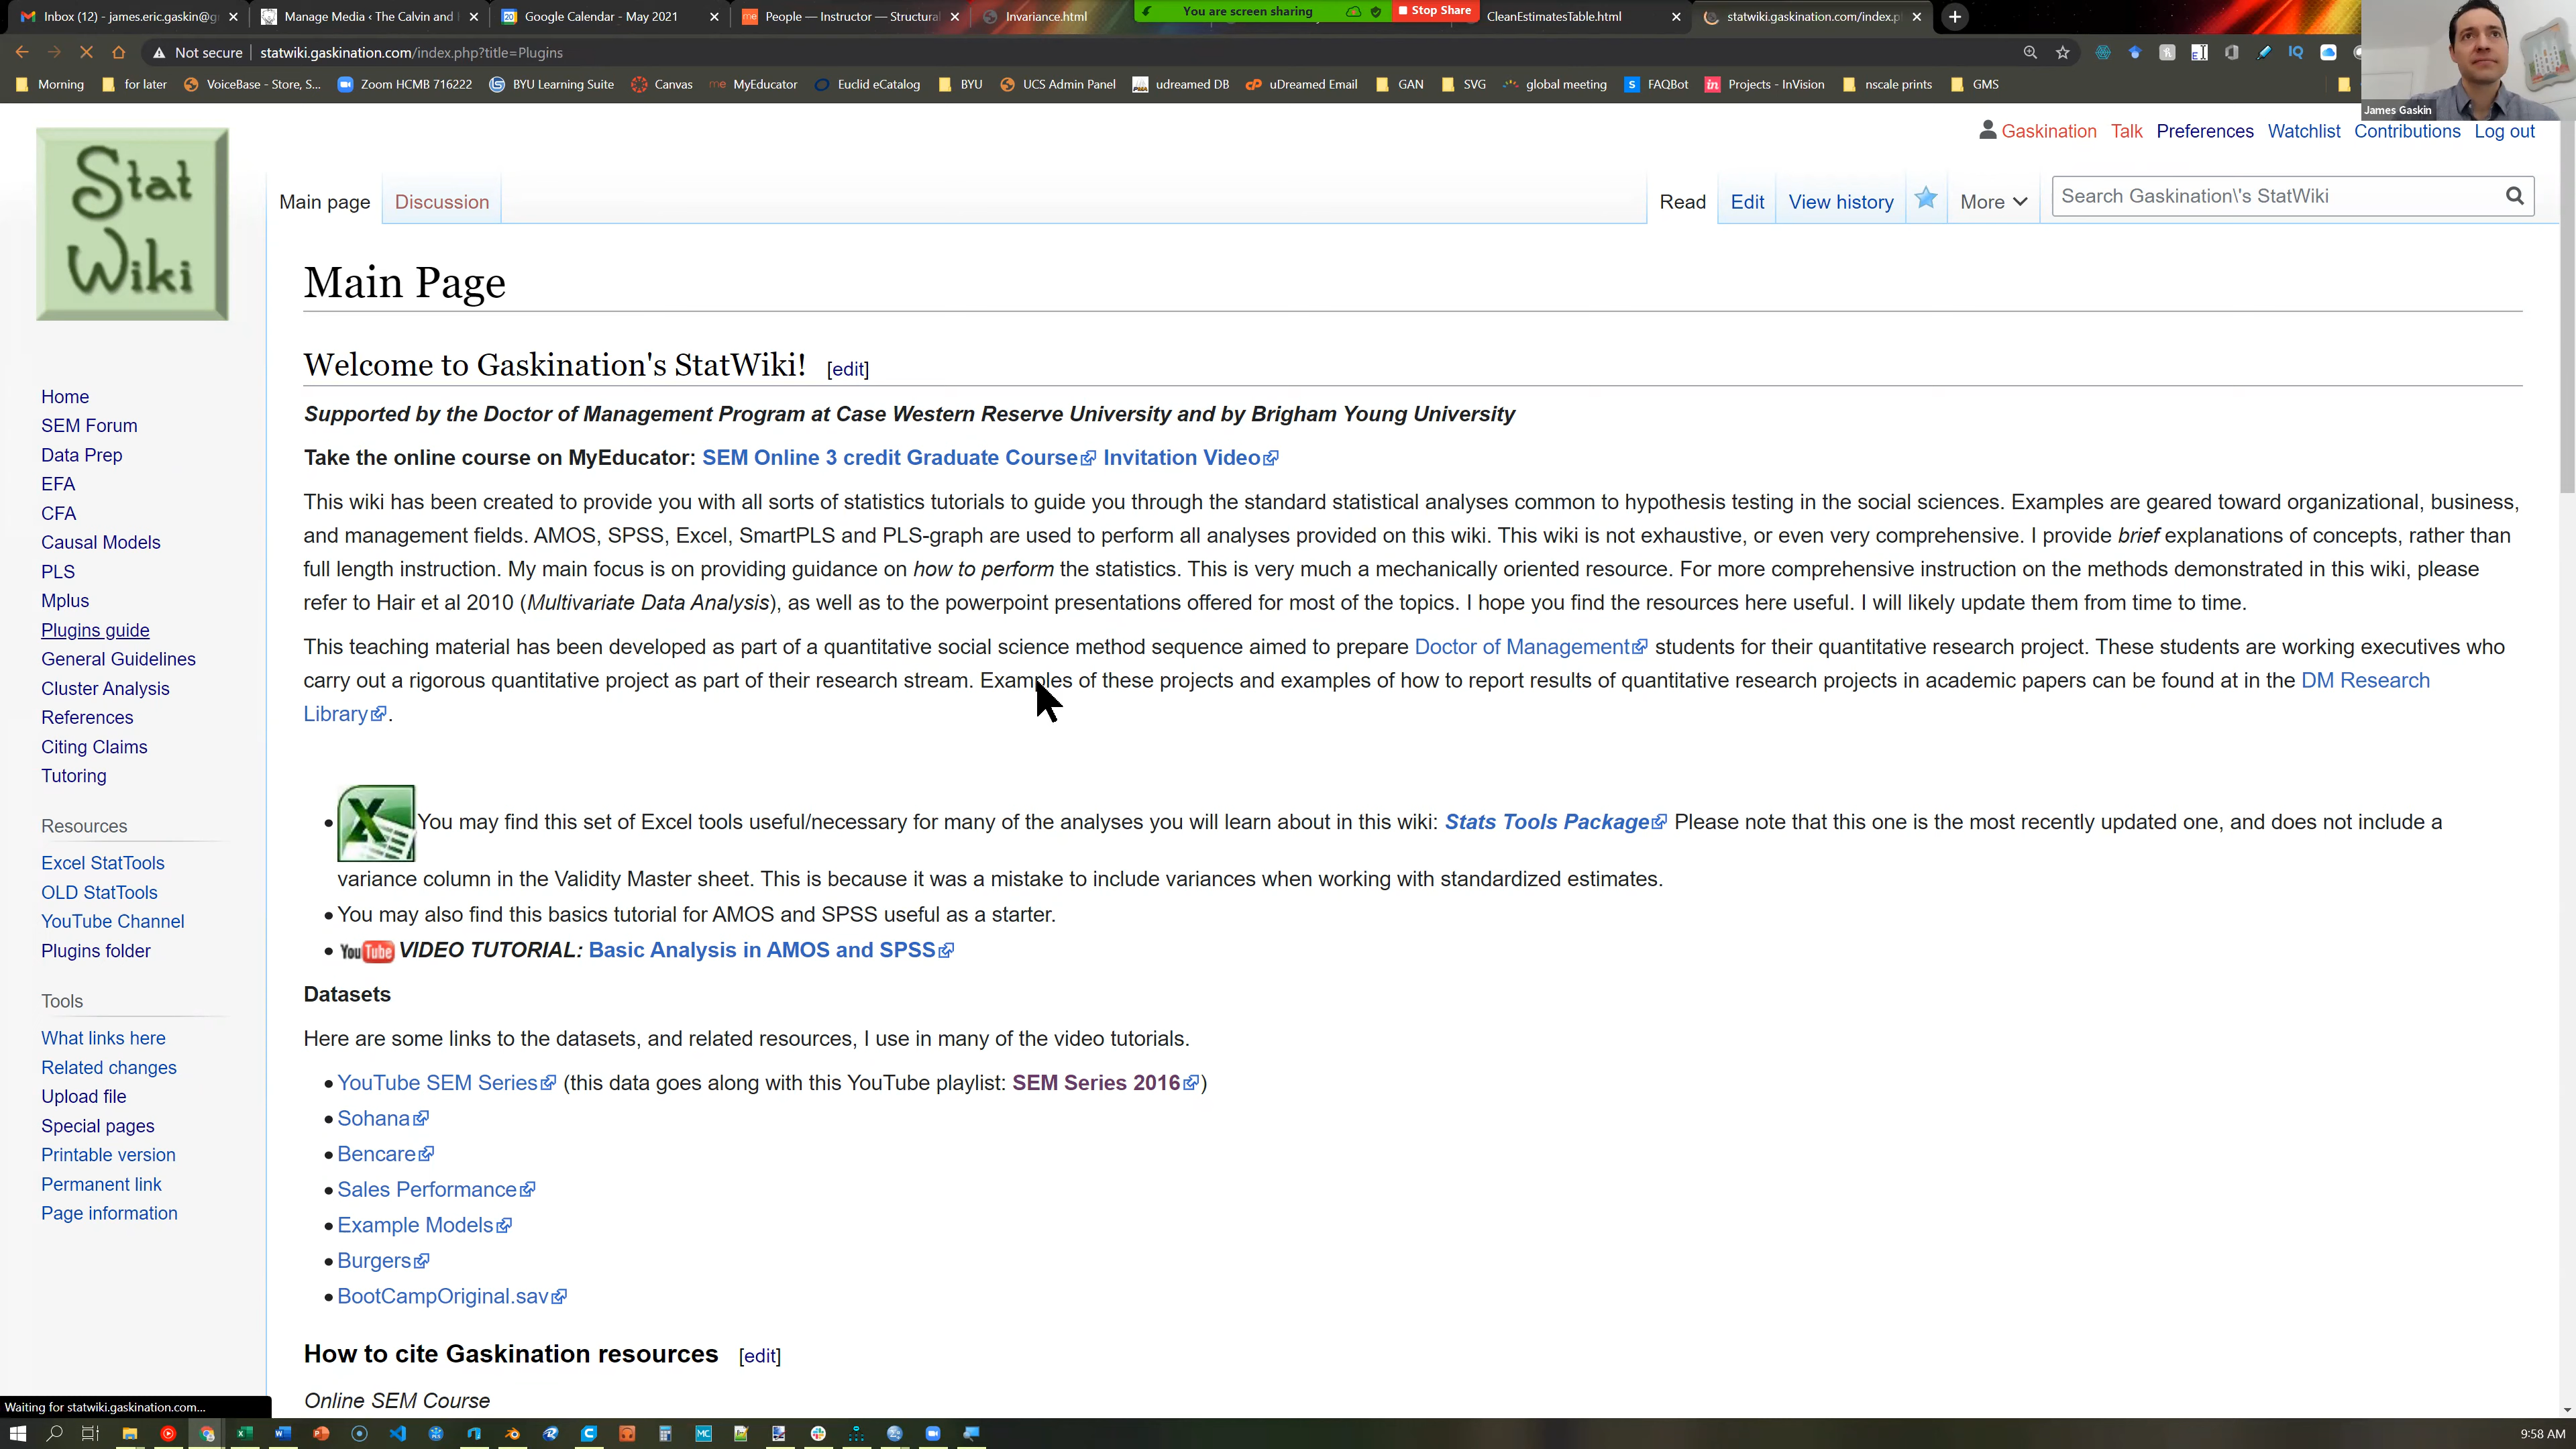 Inbox (12) - james.eric.gaskin@g
Manage Media ‹ The Calvin and
Google Calendar - May 2021
People — Instructor — Structural
Invariance.html
You are screen sharing
Stop Share
CleanEstimatesTable.html
statwiki.gaskination.com/index.p
Not secure
statwiki.gaskination.com/index.php?title=Plugins
Morning
for later
VoiceBase - Store, S...
Zoom HCMB 716222
BYU Learning Suite
Canvas
MyEducator
Euclid eCatalog
BYU
UCS Admin Panel
udreamed DB
uDreamed Email
GAN
SVG
global meeting
FAQBot
Projects - InVision
nscale prints
GMS
James Gaskin
Stat
Wiki
Gaskination Talk Preferences Watchlist Contributions Log out
Main page Discussion
Read Edit View history More
Search Gaskination\'s StatWiki
Main Page
Welcome to Gaskination's StatWiki! [edit]
Supported by the Doctor of Management Program at Case Western Reserve University and by Brigham Young University
Take the online course on MyEducator: SEM Online 3 credit Graduate Course Invitation Video
This wiki has been created to provide you with all sorts of statistics tutorials to guide you through the standard statistical analyses common to hypothesis testing in the social sciences. Examples are geared toward organizational, business,
and management fields. AMOS, SPSS, Excel, SmartPLS and PLS-graph are used to perform all analyses provided on this wiki. This wiki is not exhaustive, or even very comprehensive. I provide brief explanations of concepts, rather than
full length instruction. My main focus is on providing guidance on how to perform the statistics. This is very much a mechanically oriented resource. For more comprehensive instruction on the methods demonstrated in this wiki, please
refer to Hair et al 2010 (Multivariate Data Analysis), as well as to the powerpoint presentations offered for most of the topics. I hope you find the resources here useful. I will likely update them from time to time.
This teaching material has been developed as part of a quantitative social science method sequence aimed to prepare Doctor of Management students for their quantitative research project. These students are working executives who
carry out a rigorous quantitative project as part of their research stream. Examples of these projects and examples of how to report results of quantitative research projects in academic papers can be found at in the DM Research
Library.
You may find this set of Excel tools useful/necessary for many of the analyses you will learn about in this wiki: Stats Tools Package Please note that this one is the most recently updated one, and does not include a
variance column in the Validity Master sheet. This is because it was a mistake to include variances when working with standardized estimates.
You may also find this basics tutorial for AMOS and SPSS useful as a starter.
YouTube VIDEO TUTORIAL: Basic Analysis in AMOS and SPSS
Datasets
Here are some links to the datasets, and related resources, I use in many of the video tutorials.
YouTube SEM Series (this data goes along with this YouTube playlist: SEM Series 2016)
Sohana
Bencare
Sales Performance
Example Models
Burgers
BootCampOriginal.sav
How to cite Gaskination resources [edit]
Online SEM Course
Home
SEM Forum
Data Prep
EFA
CFA
Causal Models
PLS
Mplus
Plugins guide
General Guidelines
Cluster Analysis
References
Citing Claims
Tutoring
Resources
Excel StatTools
OLD StatTools
YouTube Channel
Plugins folder
Tools
What links here
Related changes
Upload file
Special pages
Printable version
Permanent link
Page information
Waiting for statwiki.gaskination.com...
9:58 AM